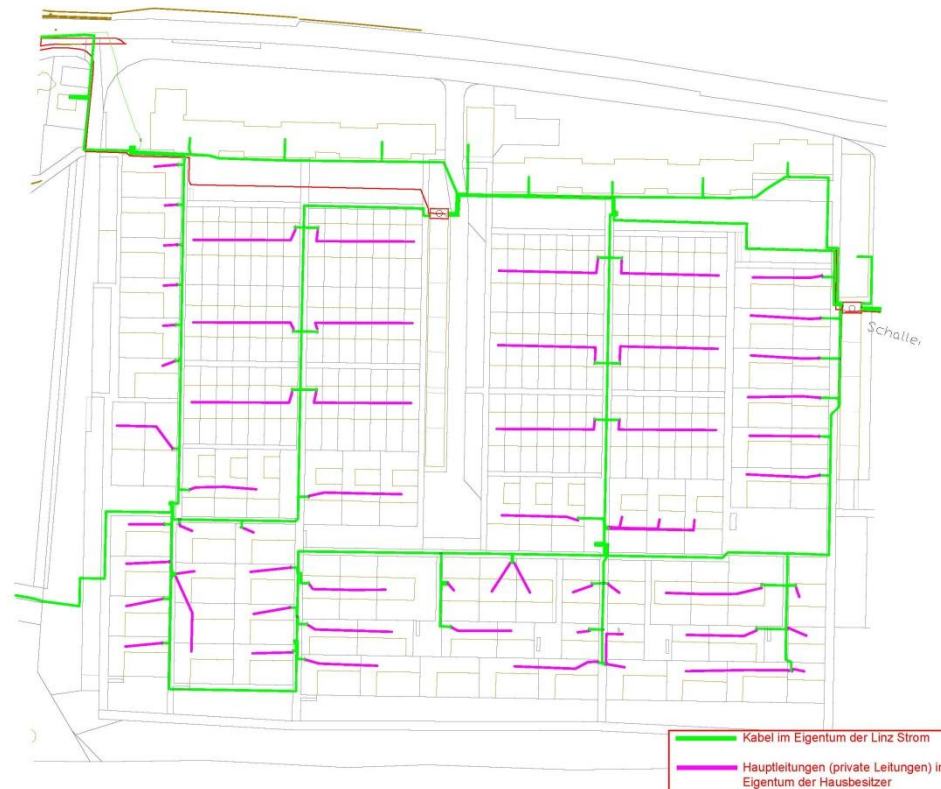 Schaller
Kabel im Eigentum der Linz Strom
Hauptleitungen (private Leitungen) in
Eigentum der Hausbesitzer